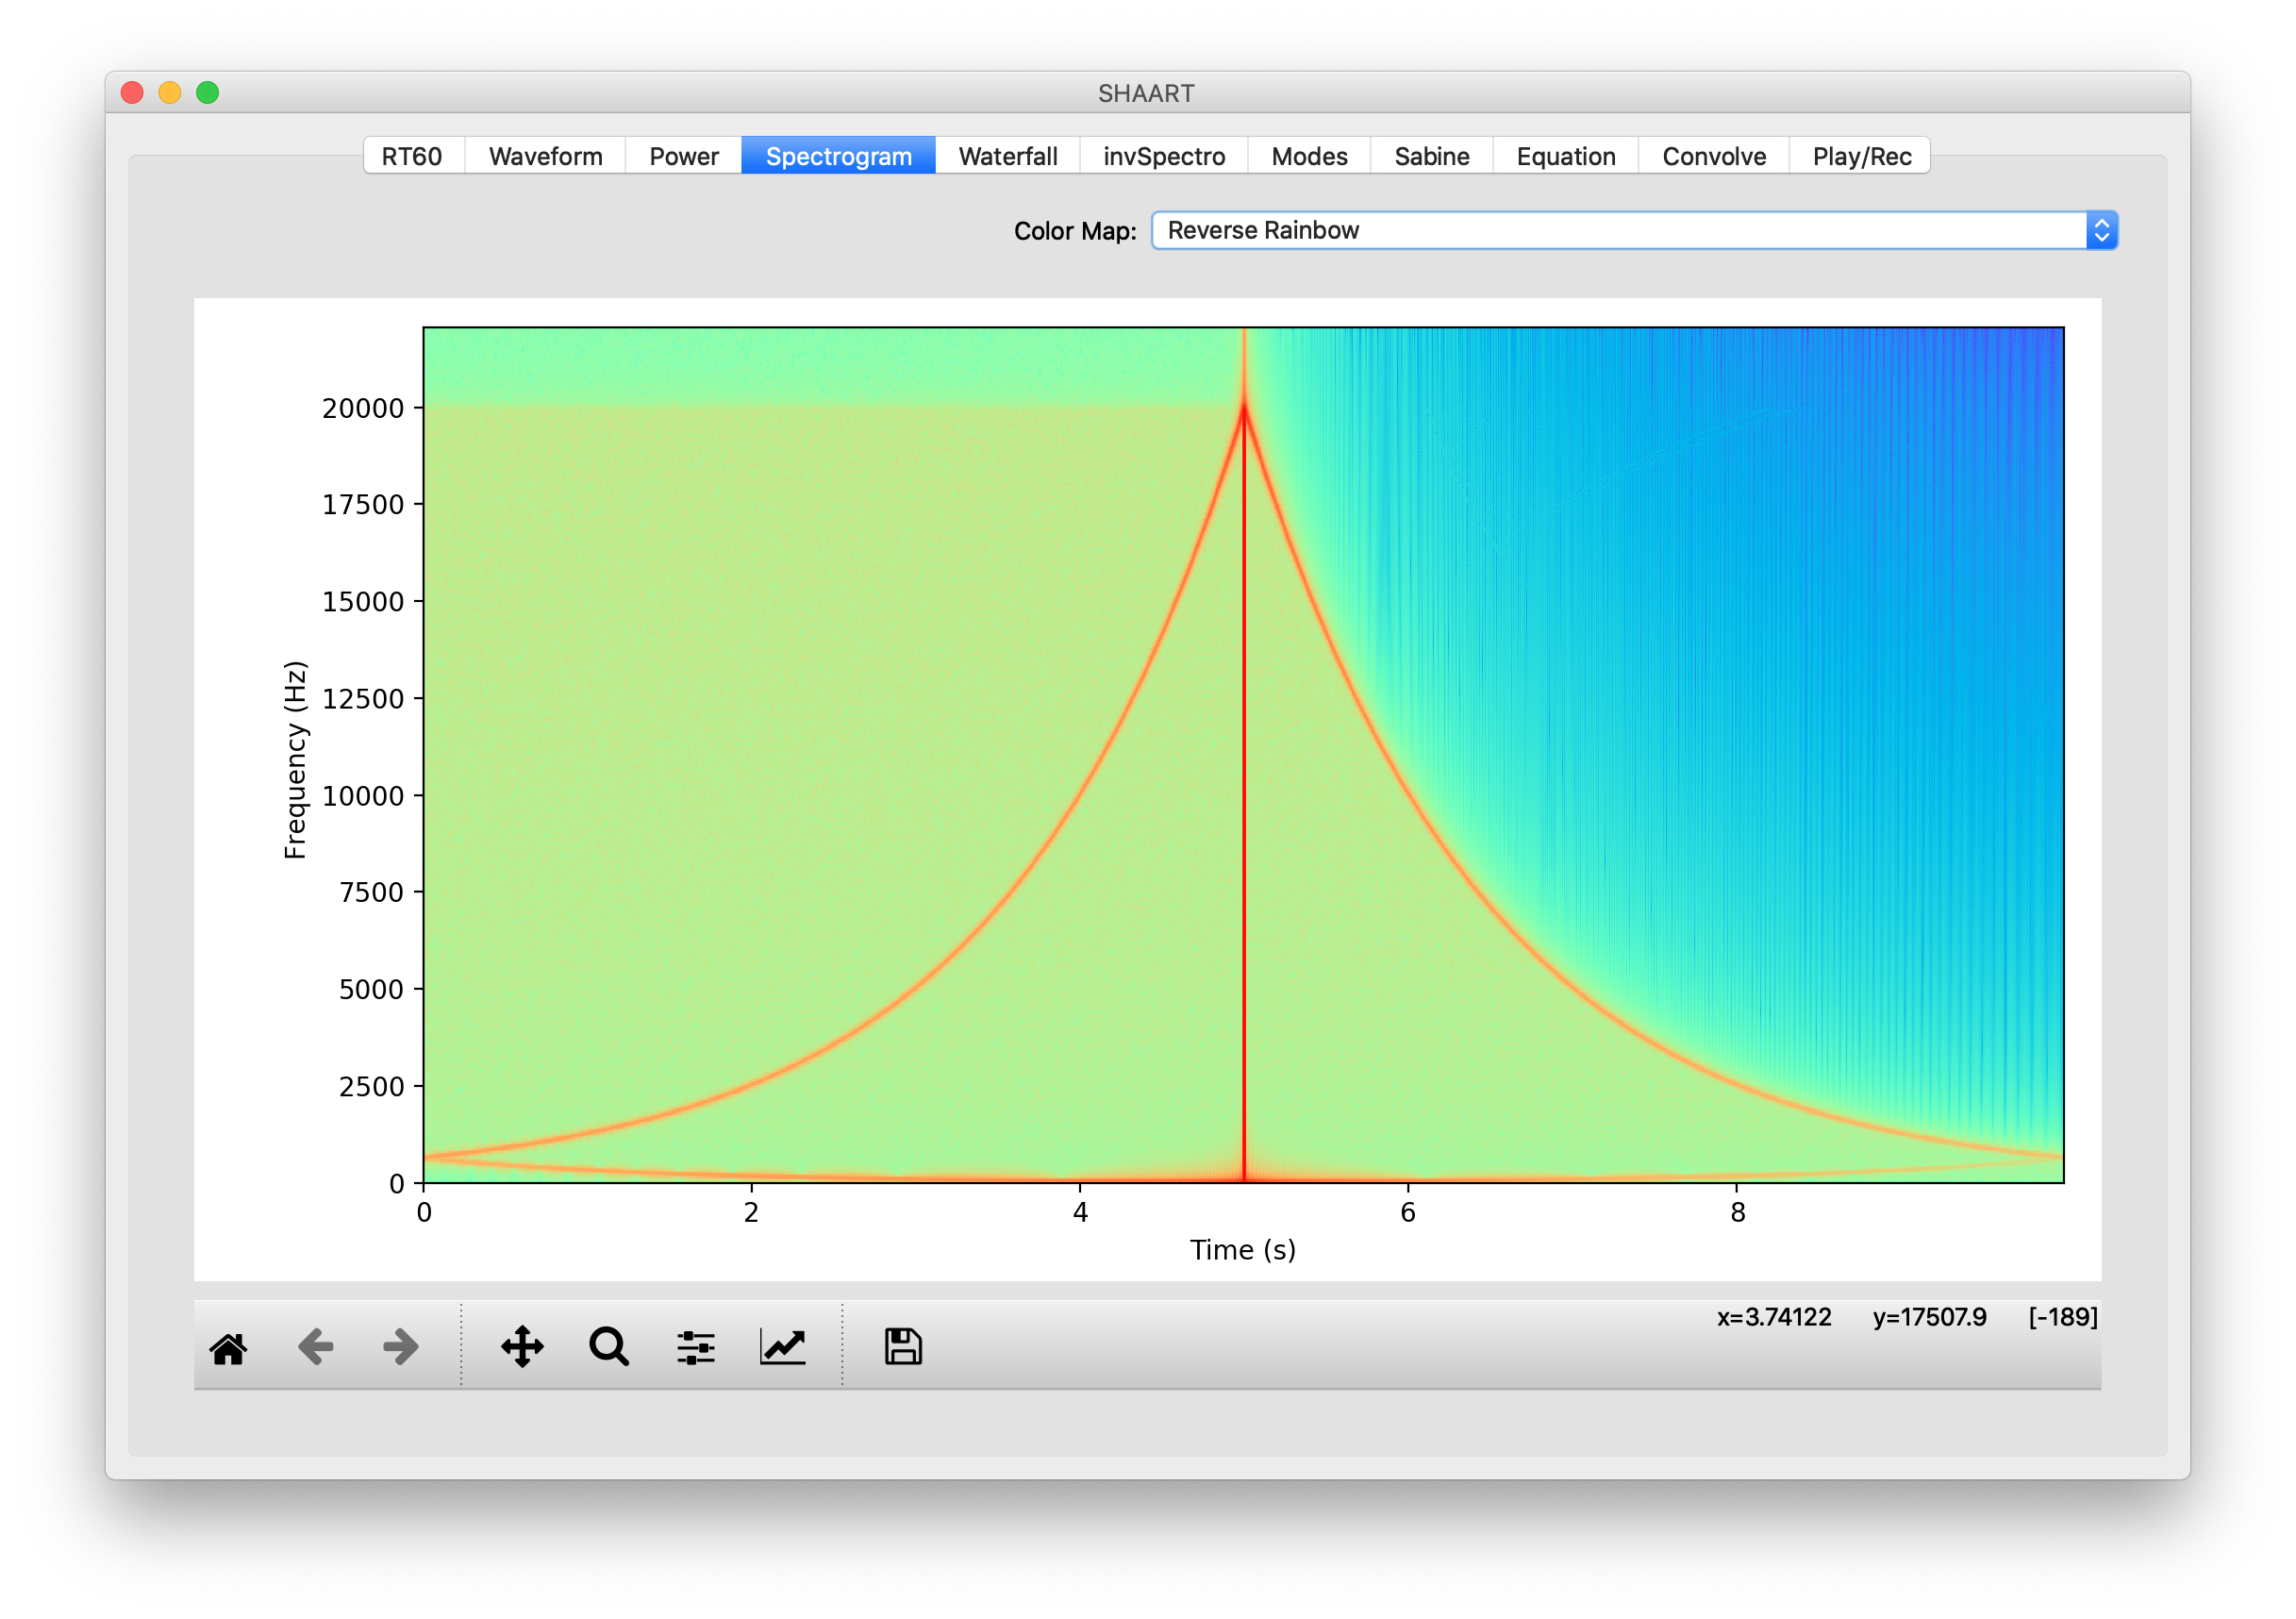 SHAART
RT60 Waveform Power Spectrogram Waterfall invSpectro Modes Sabine Equation Convolve Play/Rec
Color Map: Reverse Rainbow
20000
17500
15000
12500
10000
7500
5000
2500
0
Frequency (Hz)
0 2 4 6 8
Time (s)
x=3.74122 y=17507.9 [-189]